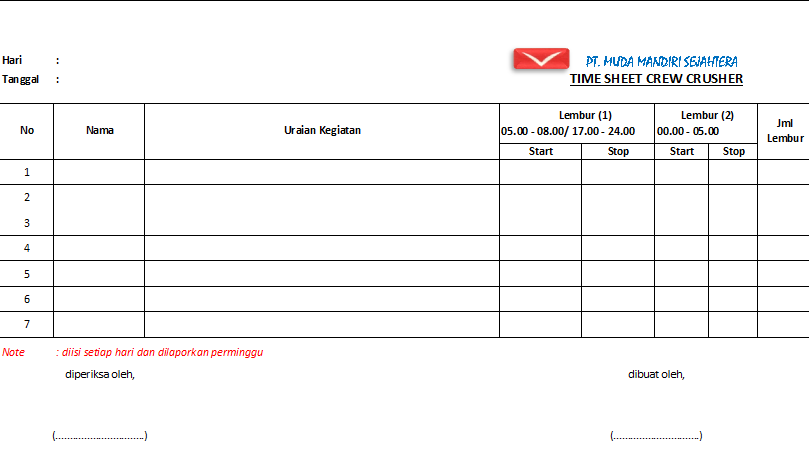 Hari :
PT. MUDA MANDIRI SEJAHTERA
Tanggal :
TIME SHEET CREW CRUSHER
No Nama Uraian Kegiatan Lembur (1) Lembur (2) Jml Lembur
05.00 - 08.00/ 17.00 - 24.00 00.00 - 05.00
Start Stop Start Stop
1
2
3
4
5
6
7
Note : diisi setiap hari dan dilaporkan perminggu
diperiksa oleh, dibuat oleh,
(...............................) (...............................)